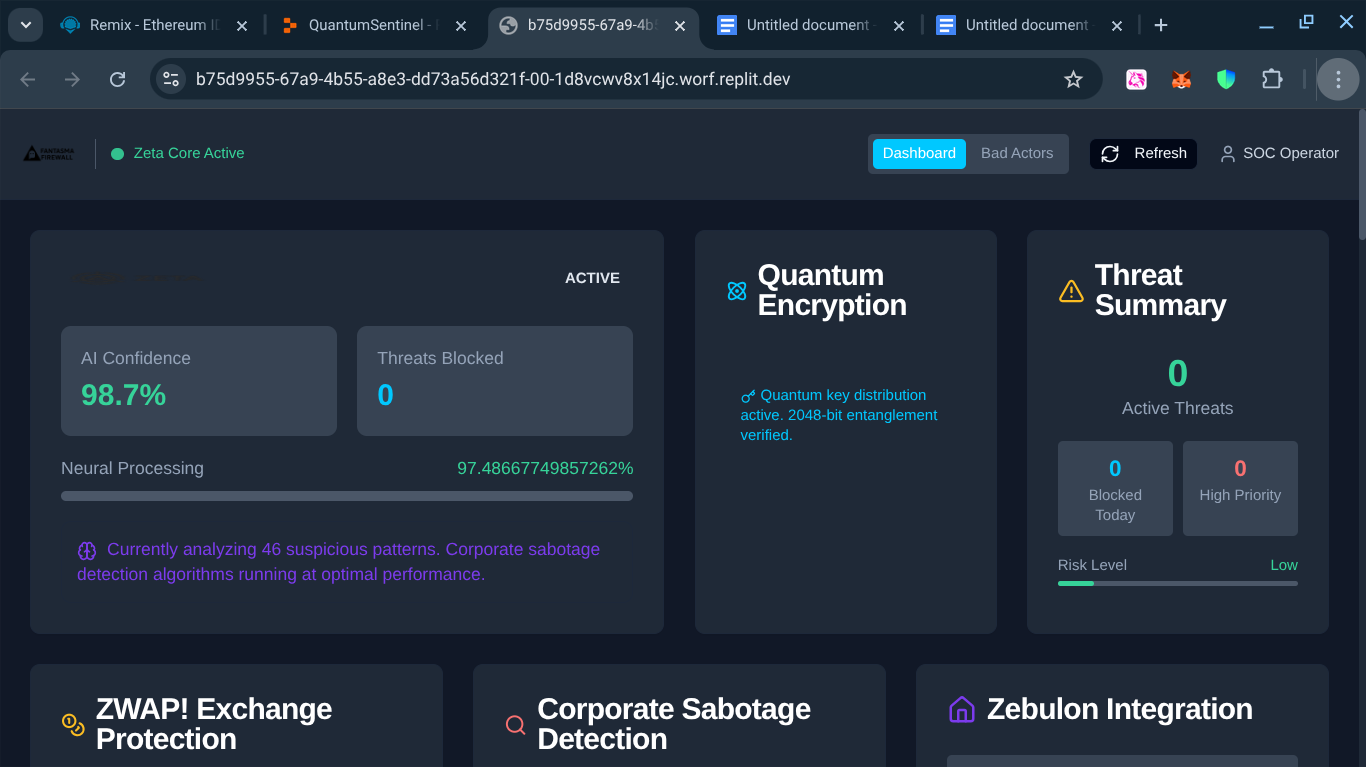 Remix - Ethereum I
QuantumSentinel -
b75d9955-67a9-4b5
Untitled document
Untitled document
b75d9955-67a9-4b55-a8e3-dd73a56d321f-00-1d8vcwv8x14jc.worf.replit.dev
FANTASMA
FIREWALL
Zeta Core Active
Dashboard
Bad Actors
Refresh
SOC Operator
ACTIVE
AI Confidence
98.7%
Threats Blocked
0
Neural Processing
97.48667749857262%
Currently analyzing 46 suspicious patterns. Corporate sabotage
detection algorithms running at optimal performance.
Quantum
Encryption
Quantum key distribution
active. 2048-bit entanglement
verified.
Threat
Summary
0
Active Threats
0
Blocked
Today
0
High Priority
Risk Level
Low
ZWAP! Exchange
Protection
Corporate Sabotage
Detection
Zebulon Integration